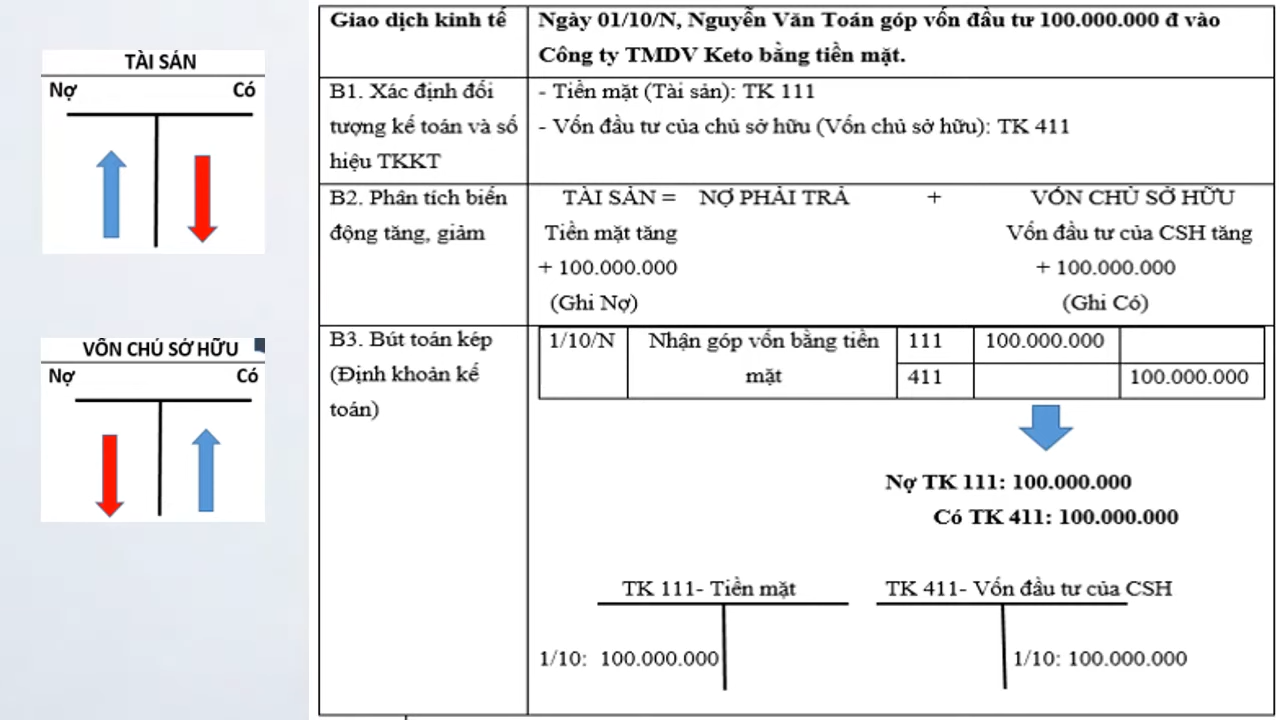 TÀI SẢN
Nợ Có
VỐN CHỦ SỞ HỮU
Nợ Có
Giao dịch kinh tế
Ngày 01/10/N, Nguyễn Văn Toán góp vốn đầu tư 100.000.000 đ vào
Công ty TMDV Keto bằng tiền mặt.
B1. Xác định đối
tượng kế toán và số
hiệu TKKT
- Tiền mặt (Tài sản): TK 111
- Vốn đầu tư của chủ sở hữu (Vốn chủ sở hữu): TK 411
B2. Phân tích biến
động tăng, giảm
TÀI SẢN = NỢ PHẢI TRẢ + VỐN CHỦ SỞ HỮU
Tiền mặt tăng Vốn đầu tư của CSH tăng
+ 100.000.000 + 100.000.000
(Ghi Nợ) (Ghi Có)
B3. Bút toán kép
(Định khoản kế
toán)
1/10/N Nhận góp vốn bằng tiền 111 100.000.000
mặt 411 100.000.000
Nợ TK 111: 100.000.000
Có TK 411: 100.000.000
TK 111- Tiền mặt TK 411- Vốn đầu tư của CSH
1/10: 100.000.000 1/10: 100.000.000